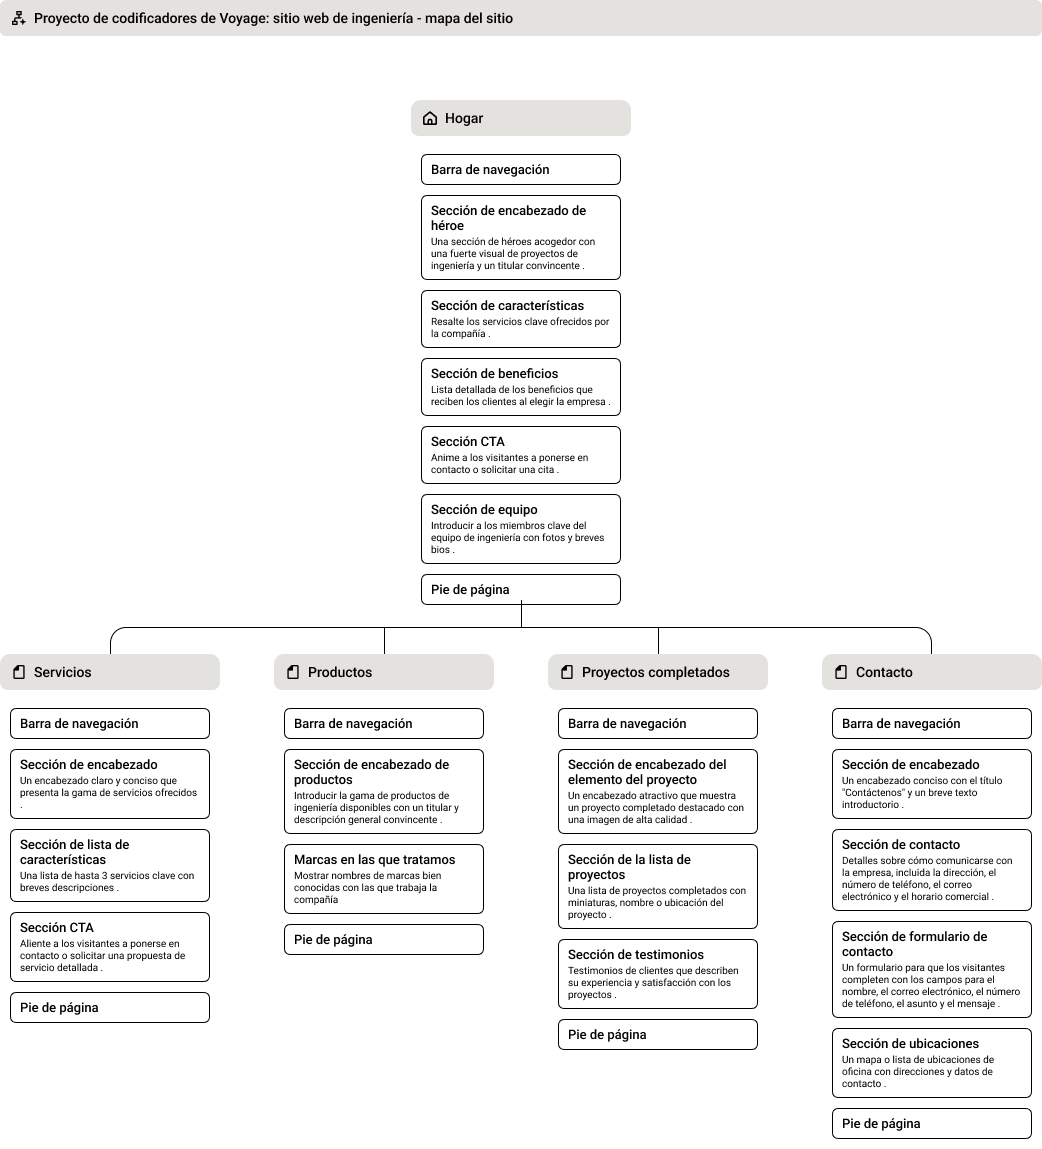 Proyecto de codificadores de Voyage: sitio web de ingeniería - mapa del sitio
Hogar
Barra de navegación
Sección de encabezado de
héroe
Una sección de héroes acogedor con
una fuerte visual de proyectos de
ingeniería y un titular convincente .
Sección de características
Resalte los servicios clave ofrecidos por
la compañía .
Sección de beneficios
Lista detallada de los beneficios que
reciben los clientes al elegir la empresa .
Sección CTA
Anime a los visitantes a ponerse en
contacto o solicitar una cita .
Sección de equipo
Introducir a los miembros clave del
equipo de ingeniería con fotos y breves
bios .
Pie de página
Servicios
Barra de navegación
Sección de encabezado
Un encabezado claro y conciso que
presenta la gama de servicios ofrecidos
.
Sección de lista de
características
Una lista de hasta 3 servicios clave con
breves descripciones .
Sección CTA
Aliente a los visitantes a ponerse en
contacto o solicitar una propuesta de
servicio detallada .
Pie de página
Productos
Barra de navegación
Sección de encabezado de
productos
Introducir la gama de productos de
ingeniería disponibles con un titular y
descripción general convincente .
Marcas en las que tratamos
Mostrar nombres de marcas bien
conocidas con las que trabaja la
compañía
Pie de página
Proyectos completados
Barra de navegación
Sección de encabezado del
elemento del proyecto
Un encabezado atractivo que muestra
un proyecto completado destacado con
una imagen de alta calidad .
Sección de la lista de
proyectos
Una lista de proyectos completados con
miniaturas, nombre o ubicación del
proyecto .
Sección de testimonios
Testimonios de clientes que describen
su experiencia y satisfacción con los
proyectos .
Pie de página
Contacto
Barra de navegación
Sección de encabezado
Un encabezado conciso con el título
"Contáctenos" y un breve texto
introductorio .
Sección de contacto
Detalles sobre cómo comunicarse con
la empresa, incluida la dirección, el
número de teléfono, el correo
electrónico y el horario comercial .
Sección de formulario de
contacto
Un formulario para que los visitantes
completen con los campos para el
nombre, el correo electrónico, el número
de teléfono, el asunto y el mensaje .
Sección de ubicaciones
Un mapa o lista de ubicaciones de
oficina con direcciones y datos de
contacto .
Pie de página